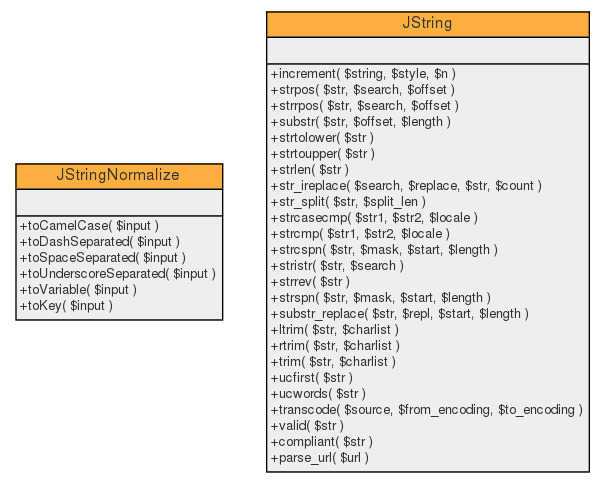 JStringNormalize
+toCamelCase( $input )
+toDashSeparated( $input )
+toSpaceSeparated( $input )
+toUnderscoreSeparated( $input )
+toVariable( $input )
+toKey( $input )
JString
+increment( $string, $style, $n )
+strpos( $str, $search, $offset )
+strrpos( $str, $search, $offset )
+substr( $str, $offset, $length )
+strtolower( $str )
+strtoupper( $str )
+strlen( $str )
+str_ireplace( $search, $replace, $str, $count )
+str_split( $str, $split_len )
+strcasecmp( $str1, $str2, $locale )
+strcmp( $str1, $str2, $locale )
+strcspn( $str, $mask, $start, $length )
+stristr( $str, $search )
+strrev( $str )
+strspn( $str, $mask, $start, $length )
+substr_replace( $str, $repl, $start, $length )
+ltrim( $str, $charlist )
+rtrim( $str, $charlist )
+trim( $str, $charlist )
+ucfirst( $str )
+ucwords( $str )
+transcode( $source, $from_encoding, $to_encoding )
+valid( $str )
+compliant( $str )
+parse_url( $url )